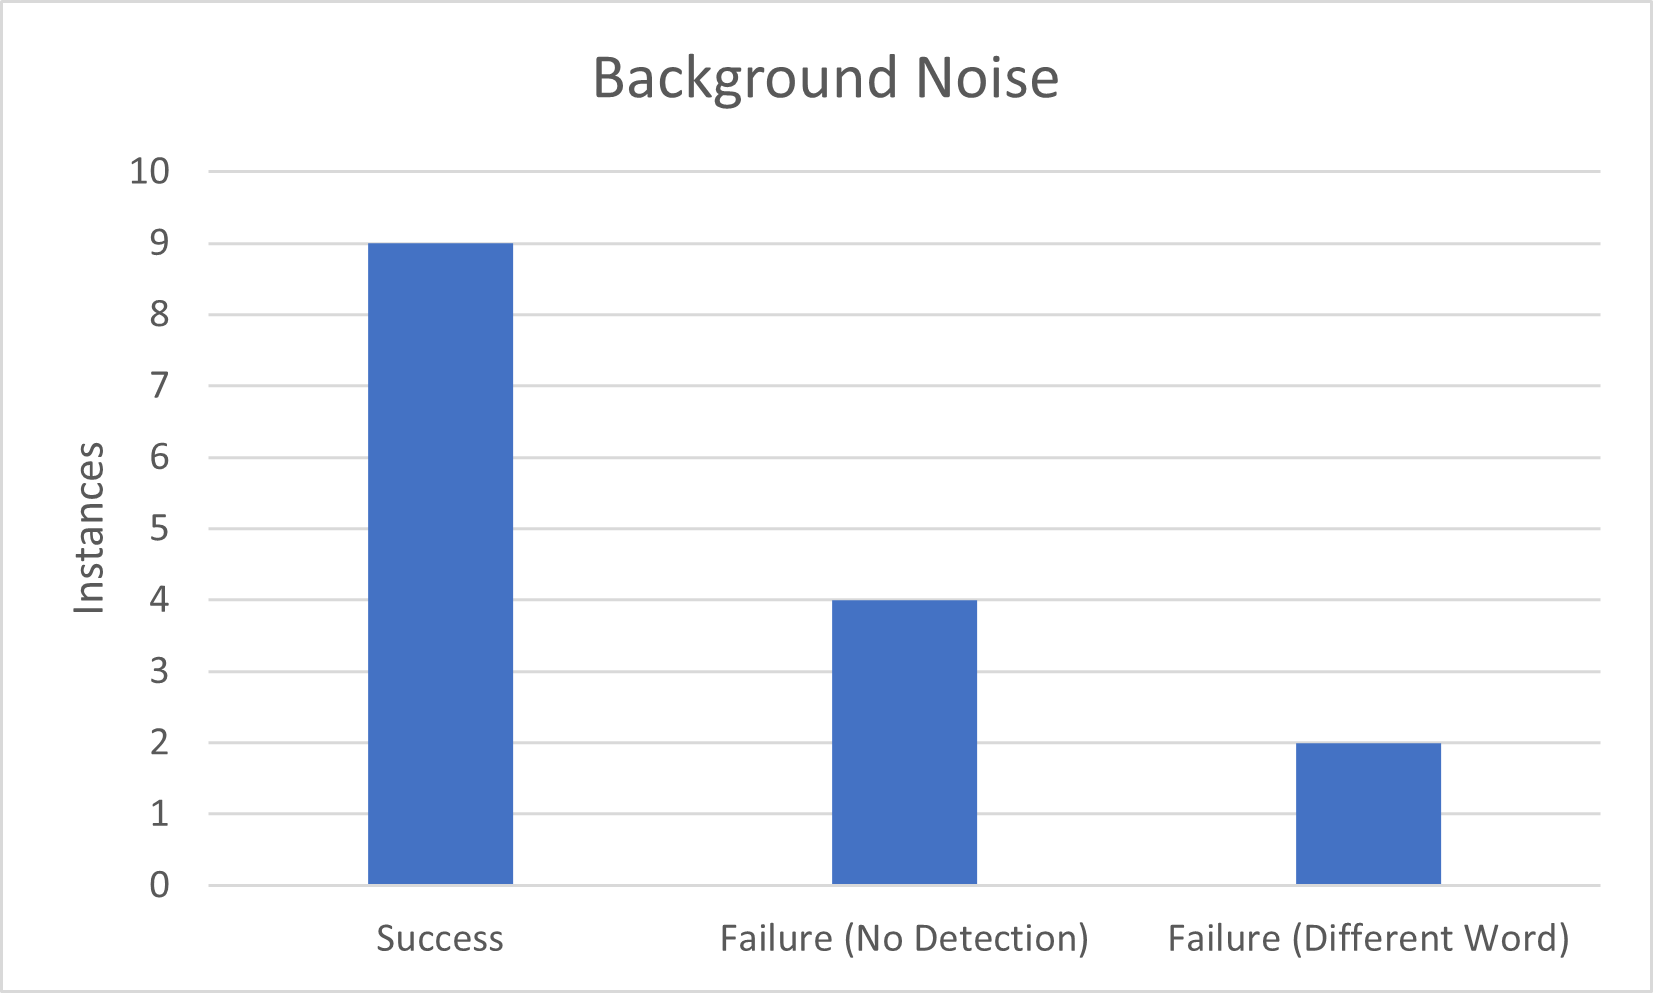 Background Noise
Instances
10
9
8
7
6
5
4
3
2
1
0
Success
Failure (No Detection)
Failure (Different Word)